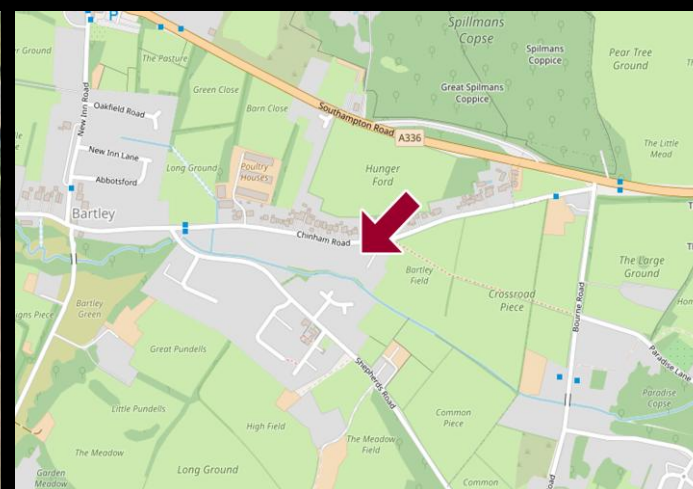 P
Spillmans
Copse
Spilmans
Coppice
Pear Tree
Ground
Ground
The Pasture
Green Close
Great Spilmans
Coppice
New Inn Road
Oakfield Road
Barn Close
Southampton Road
A336
The Little
Mead
New Inn Lane
Long Ground
Poultry
Houses
Hunger
Ford
Abbotsford
Bartley
Chinham Road
The Large
Ground
Bartley
Field
Crossroad
Piece
Bartley
Green
Bourne Road
Great Pundells
Shepherds Road
Paradise Lane
Paradise
Copse
Little Pundells
High Field
Common
Piece
The Meadow
The Meadow
Field
Garden
Meadow
Long Ground
Common